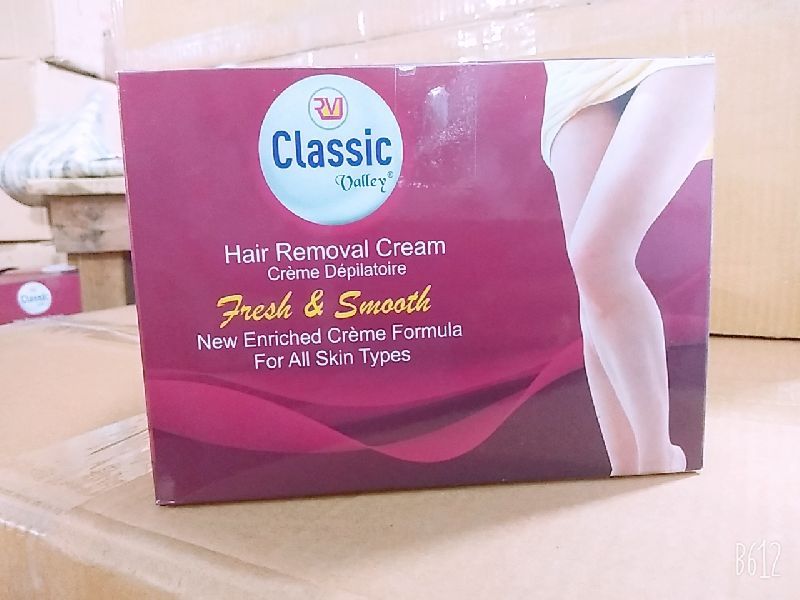 RVI
Classic
Valley©
Hair Removal Cream
Crème Dépilatoire
Fresh & Smooth
New Enriched Crème Formula
For All Skin Types
Classic
B612